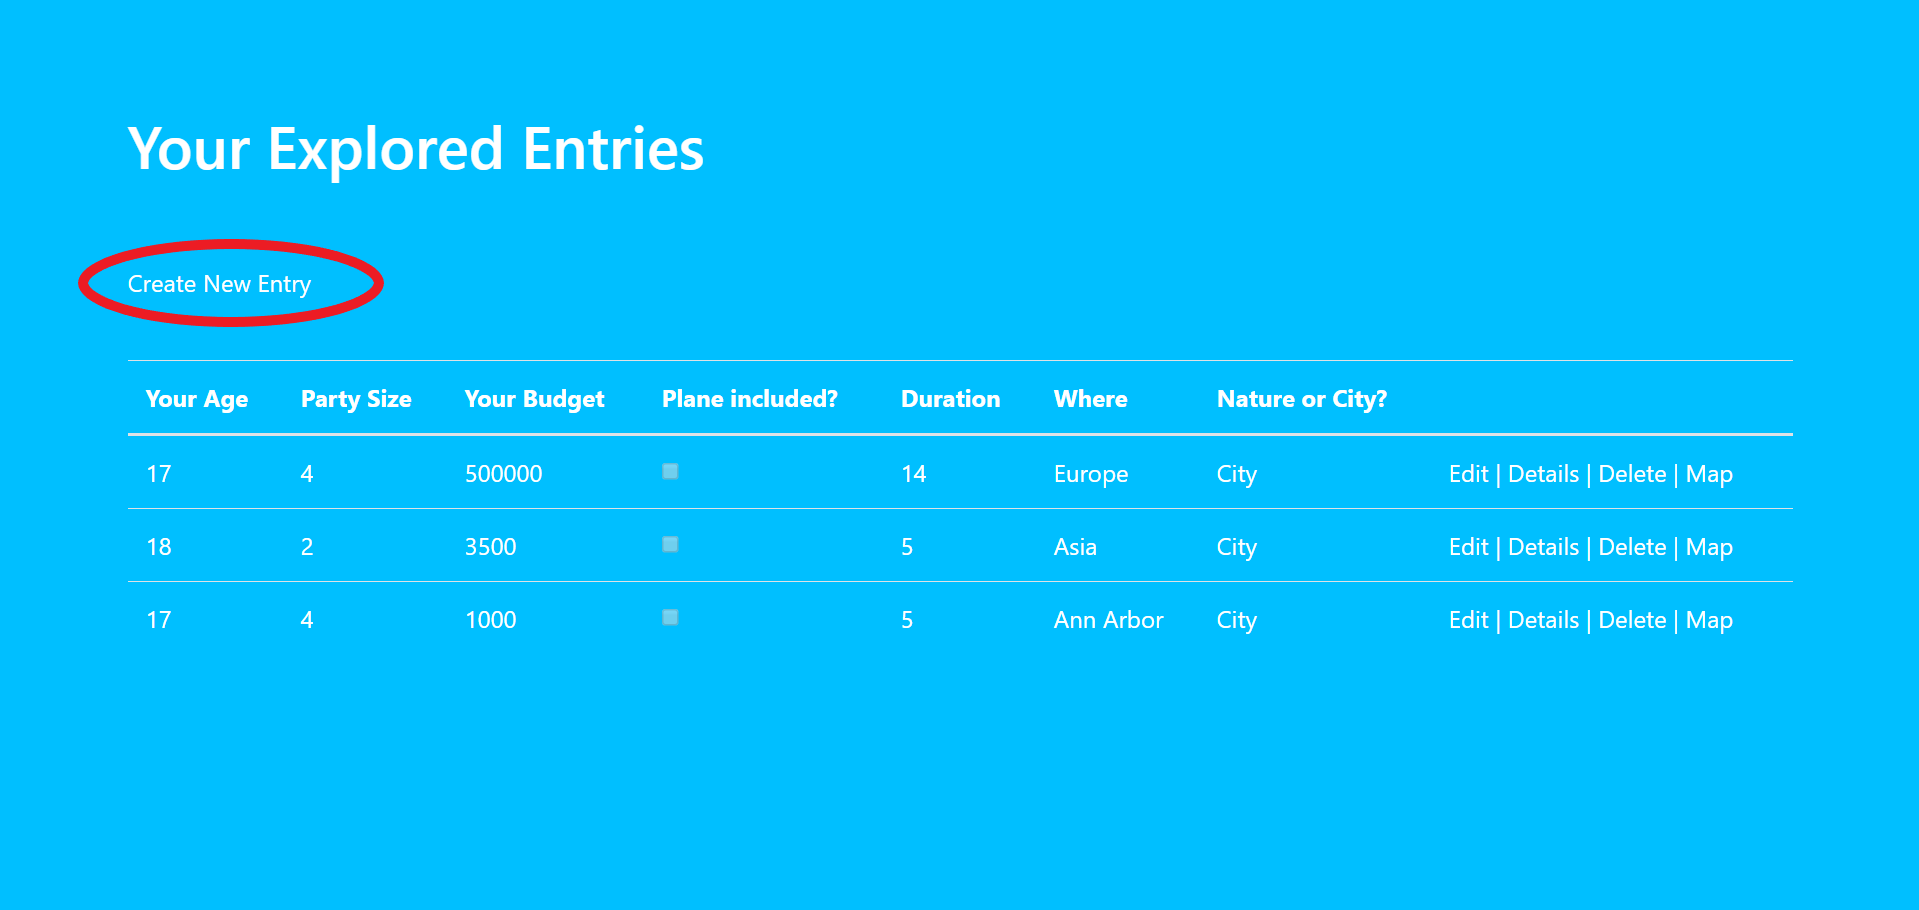 Your Explored Entries
Create New Entry
Your Age Party Size Your Budget Plane included? Duration Where Nature or City?
17 4 500000 14 Europe City Edit | Details | Delete | Map
18 2 3500 5 Asia City Edit | Details | Delete | Map
17 4 1000 5 Ann Arbor City Edit | Details | Delete | Map